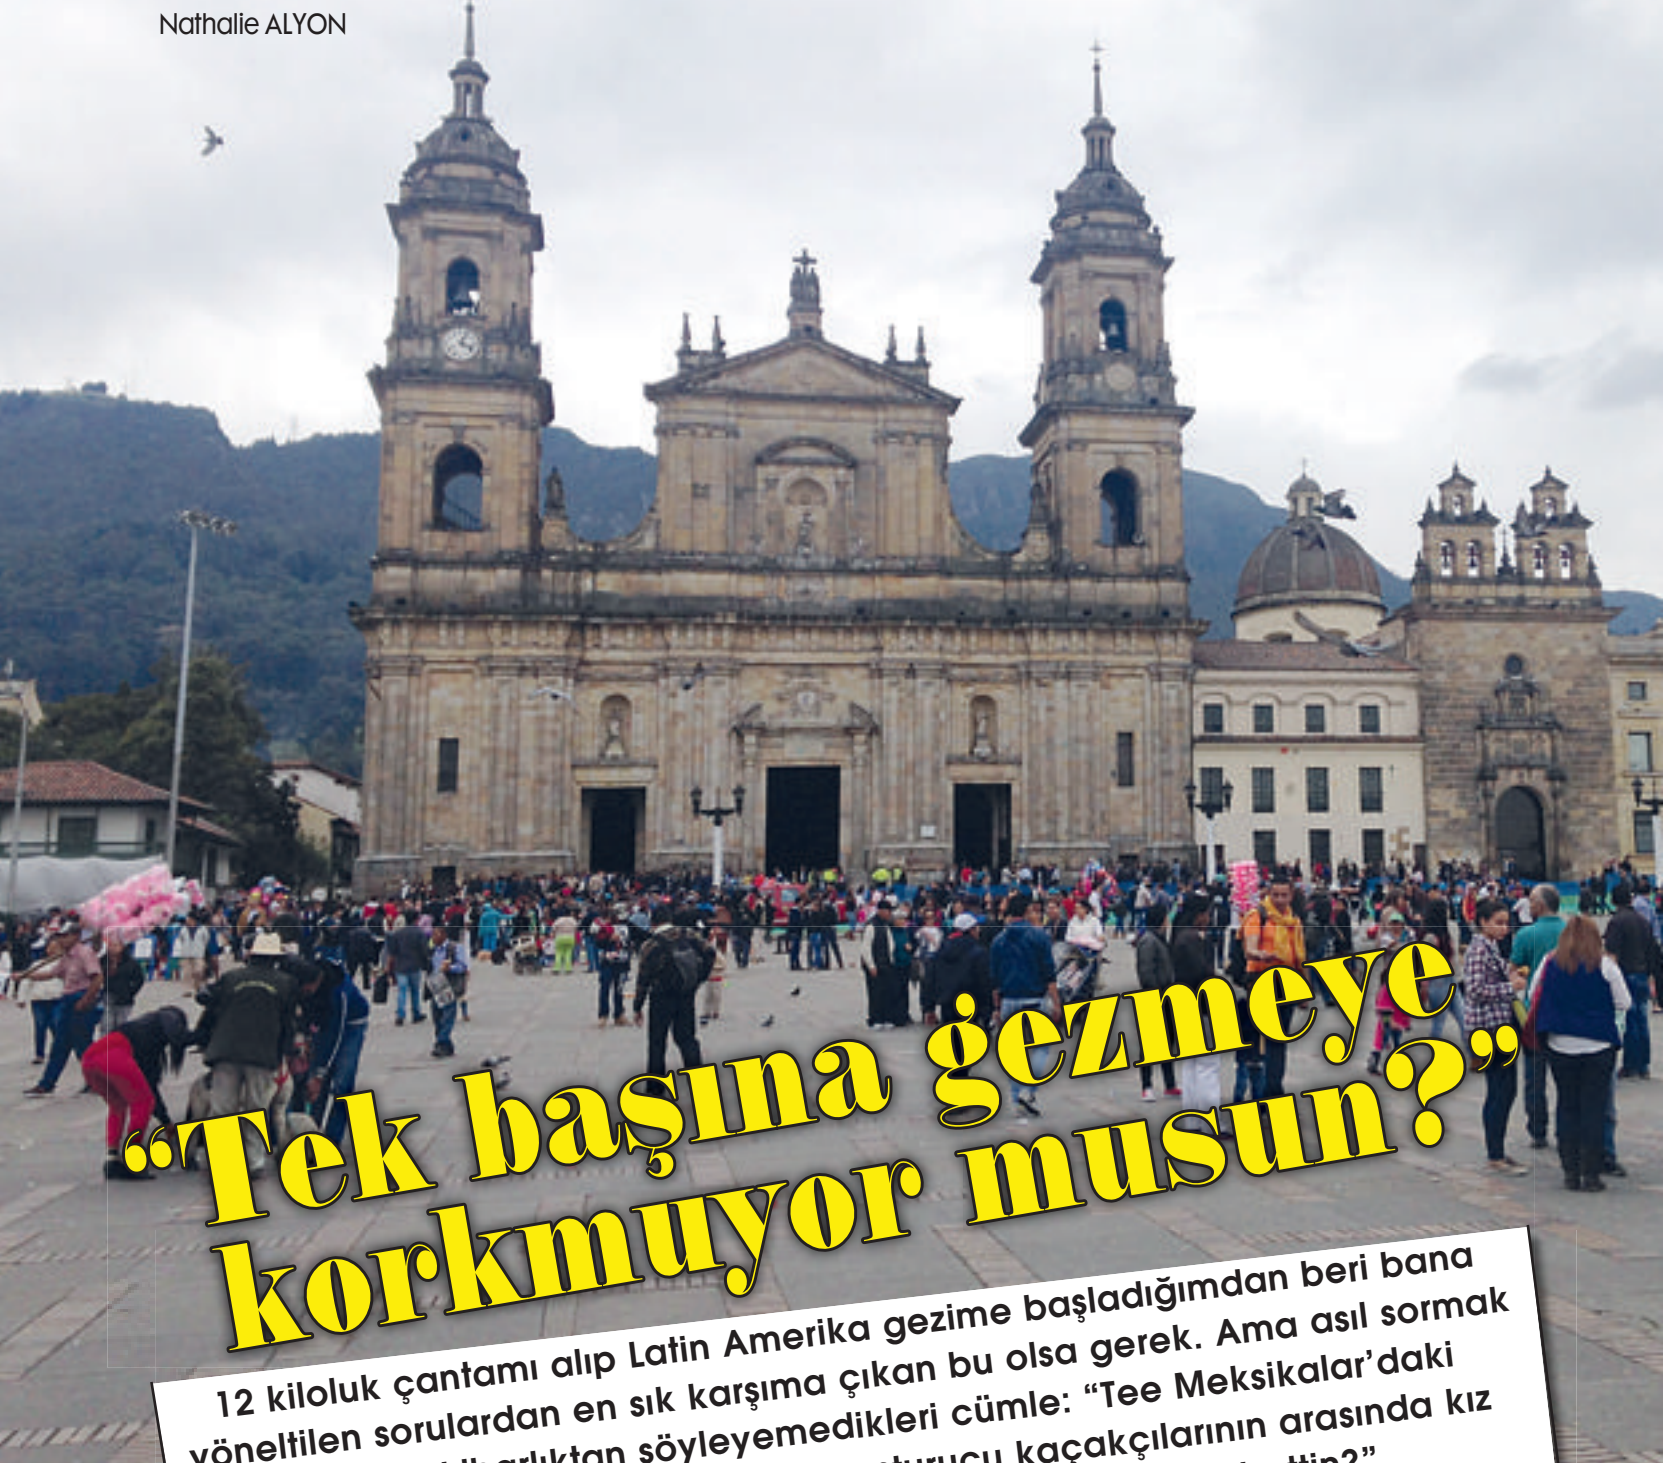 Nathalie ALYON
“Tek başına gezmeye
korkmuyor musun?”
12 kiloluk çantamı alıp Latin Amerika gezime başladığımdan beri bana
yöneltilen sorulardan en sık karşıma çıkan bu olsa gerek. Ama asıl sormak
söyleyemedikleri cümle: “Tee Meksikalar’daki
kaçakçılarının arasında kız